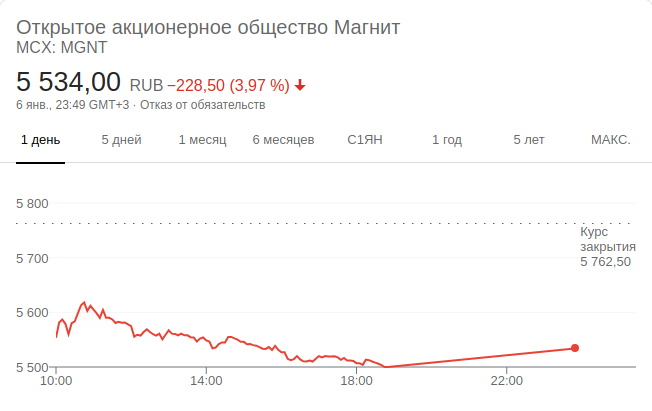 Открытое акционерное общество Магнит
MCX: MGNT
5 534,00 RUB −228,50 (3,97 %)
6 янв., 23:49 GMT+3 · Отказ от обязательств
1 день 5 дней 1 месяц 6 месяцев С1ЯН 1 год 5 лет МАКС.
5 800
Курс
закрытия
5 762,50
5 700
5 600
5 500
10:00 14:00 18:00 22:00